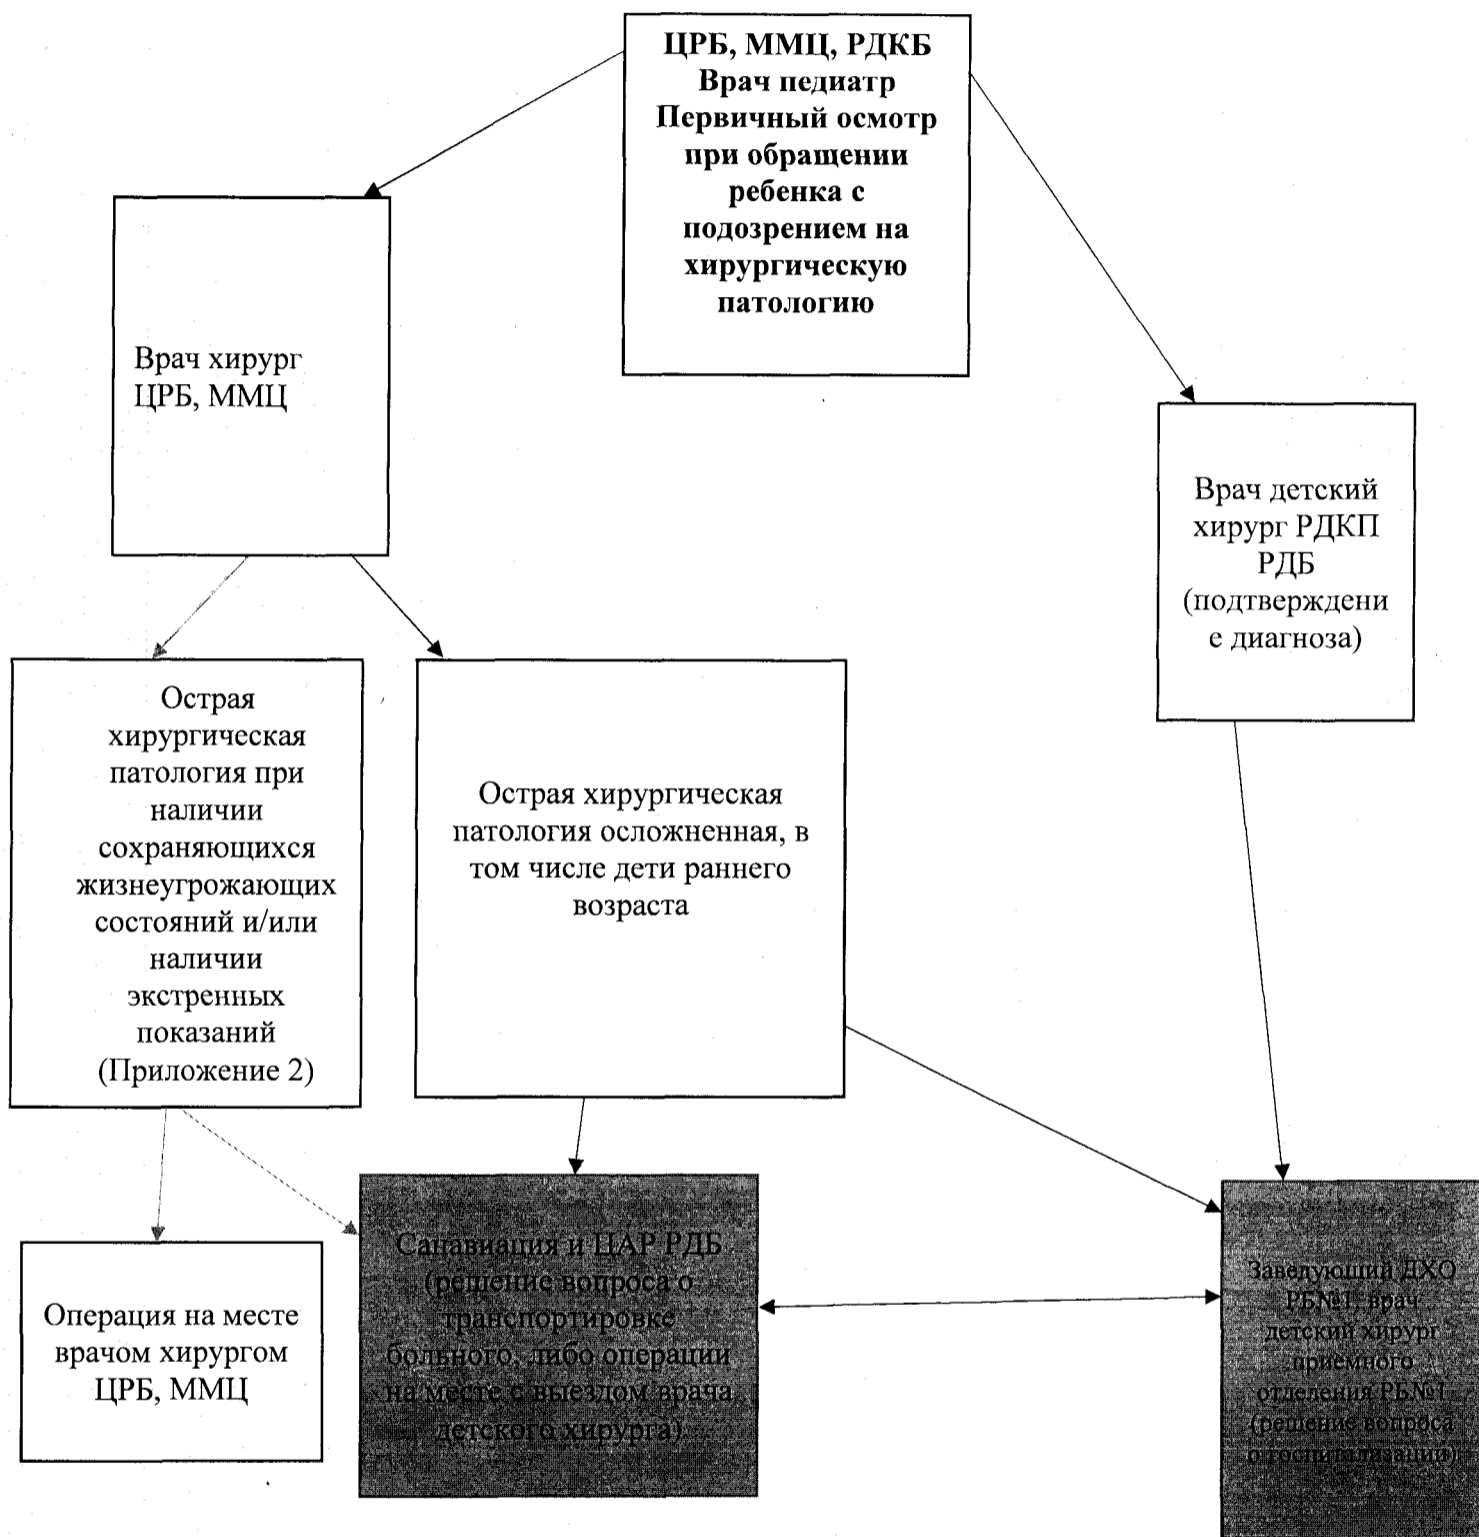 ЦРБ, ММЦ, РДКБ
Врач педиатр
Первичный осмотр
при обращении
ребенка с
подозрением на
хирургическую
патологию
Врач хирург
ЦРБ, ММЦ
Врач детский
хирург РДКП
РДБ
(подтверждени
е диагноза)
Острая
хирургическая
патология при
наличии
сохраняющихся
жизнеугрожающих
состояний и/или
наличии
экстренных
показаний
(Приложение 2)
Острая хирургическая
патология осложненная, в
том числе дети раннего
возраста
Операция на месте
врачом хирургом
ЦРБ, ММЦ
Санавиация и ЦАР РДБ
(решение вопроса о
транспортировке
больного, либо операции
на месте с выездом врача
детского хирурга)
Заведующий ДХО
РБ№1, врач
детский хирург
приемного
отделения РБ№1
(решение вопроса
о госпитализации)